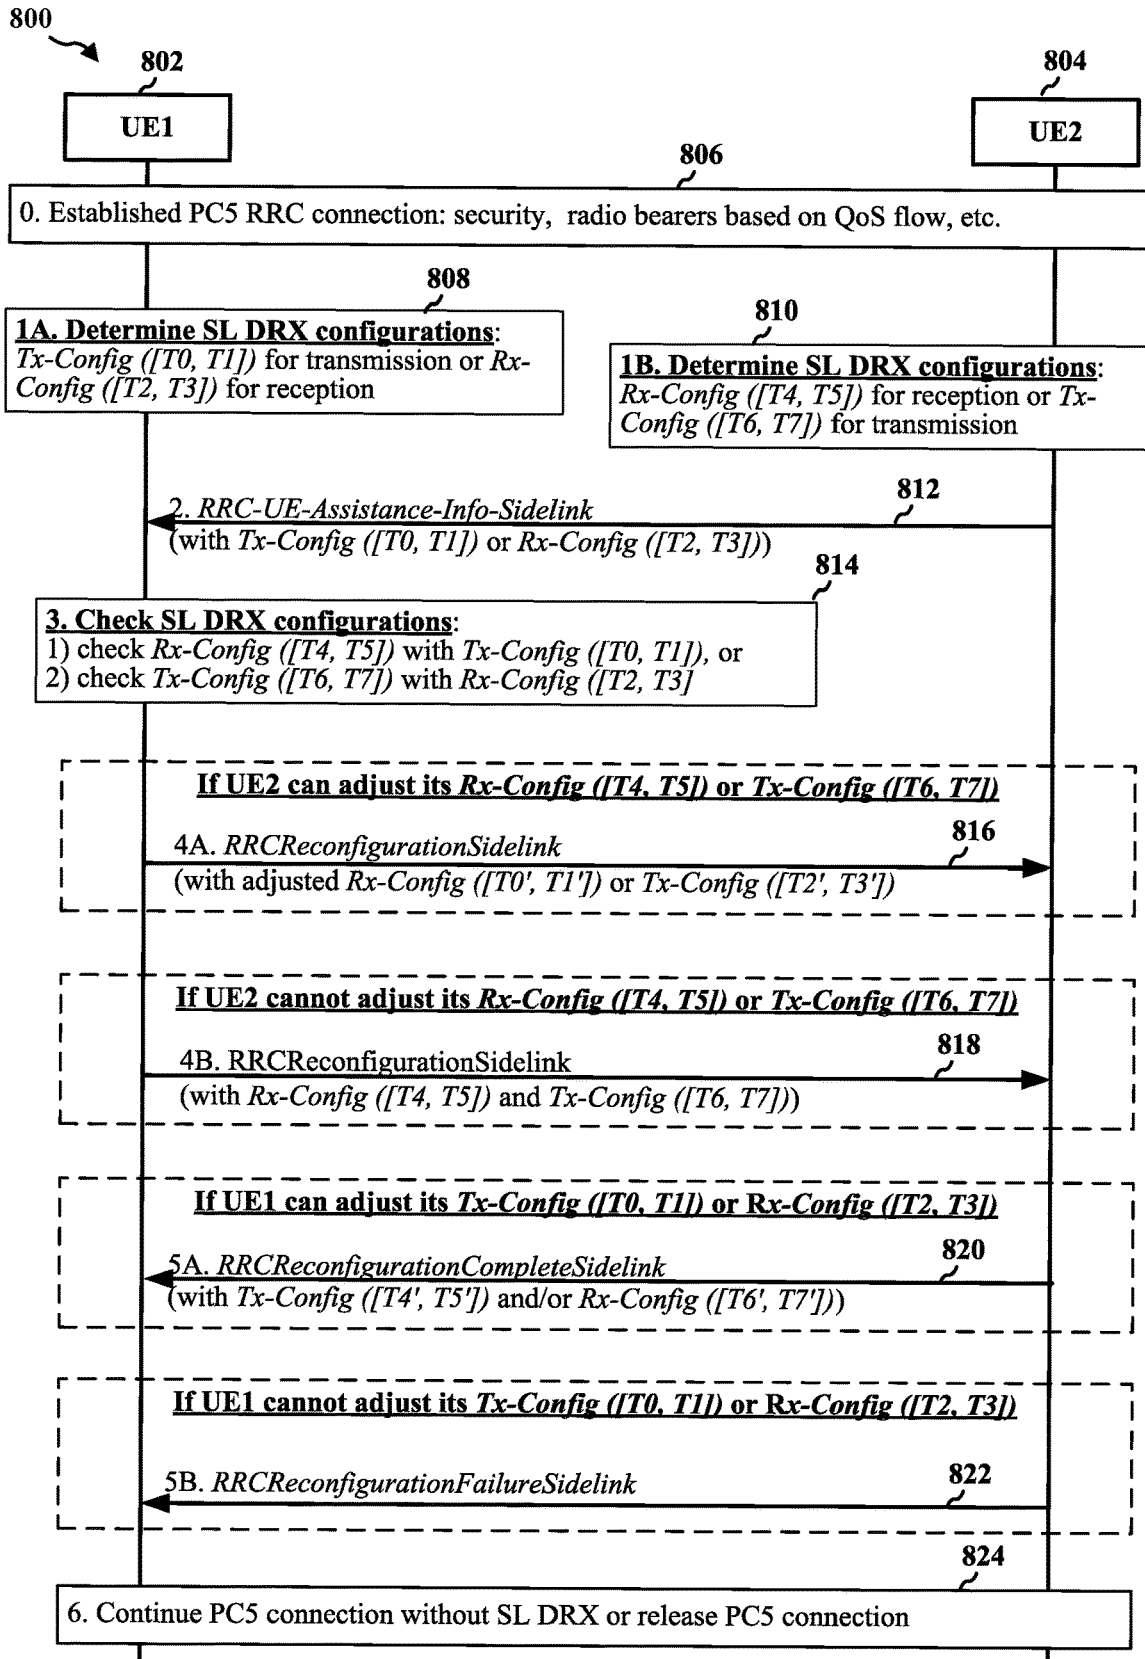 800
802
804
UE1
UE2
806
0. Established PC5 RRC connection: security, radio bearers based on QoS flow, etc.
808
1A. Determine SL DRX configurations:
Tx-Config ([T0, T1]) for transmission or Rx-
Config ([T2, T3]) for reception
810
1B. Determine SL DRX configurations:
Rx-Config ([T4, T5]) for reception or Tx-
Config ([T6, T7]) for transmission
812
2. RRC-UE-Assistance-Info-Sidelink
(with Tx-Config ([T0, T1]) or Rx-Config ([T2, T3]))
814
3. Check SL DRX configurations:
1) check Rx-Config ([T4, T5]) with Tx-Config ([T0, T1]), or
2) check Tx-Config ([T6, T7]) with Rx-Config ([T2, T3]
If UE2 can adjust its Rx-Config ([T4, T5]) or Tx-Config ([T6, T7])
4A. RRCReconfigurationSidelink
816
(with adjusted Rx-Config ([T0', T1']) or Tx-Config ([T2', T3'])
If UE2 cannot adjust its Rx-Config ([T4, T5]) or Tx-Config ([T6, T7])
4B. RRCReconfigurationSidelink
818
(with Rx-Config ([T4, T5]) and Tx-Config ([T6, T7]))
If UE1 can adjust its Tx-Config ([T0, T1]) or Rx-Config ([T2, T3])
5A. RRCReconfigurationCompleteSidelink
820
(with Tx-Config ([T4', T5']) and/or Rx-Config ([T6', T7']))
If UE1 cannot adjust its Tx-Config ([T0, T1]) or Rx-Config ([T2, T3])
5B. RRCReconfigurationFailureSidelink
822
824
6. Continue PC5 connection without SL DRX or release PC5 connection